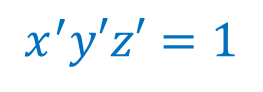 x′y′z′ = 1